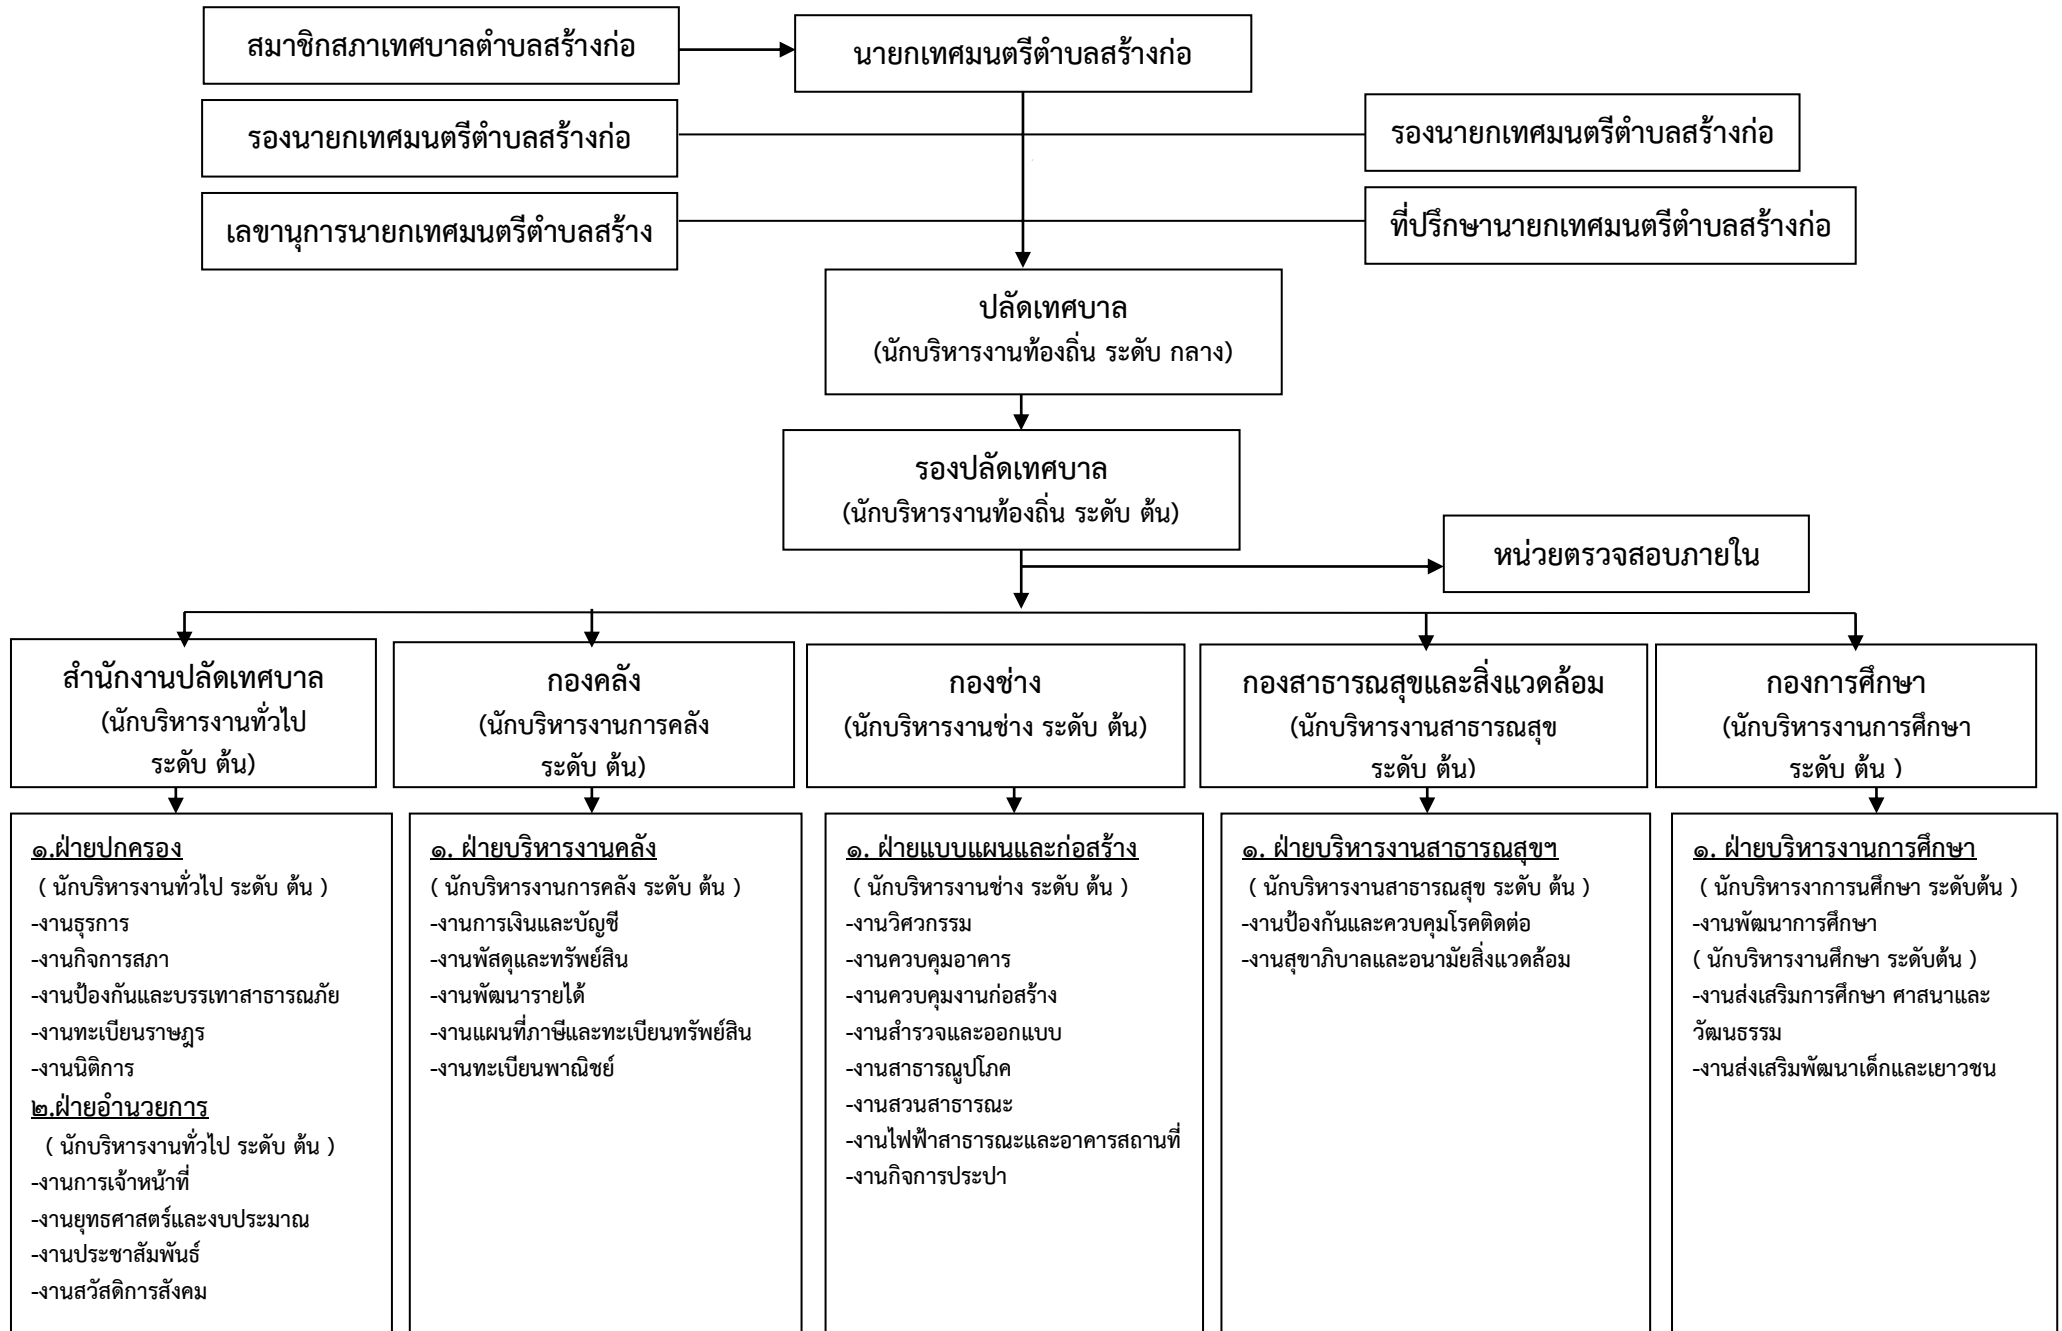 สมาชิกสภาเทศบาลตำบลสร้างก่อ
นายกเทศมนตรีตำบลสร้างก่อ
รองนายกเทศมนตรีตำบลสร้างก่อ
รองนายกเทศมนตรีตำบลสร้างก่อ
เลขานุการนายกเทศมนตรีตำบลสร้าง
ที่ปรึกษานายกเทศมนตรีตำบลสร้างก่อ
ปลัดเทศบาล
(นักบริหารงานท้องถิ่น ระดับ กลาง)
รองปลัดเทศบาล
(นักบริหารงานท้องถิ่น ระดับ ต้น)
หน่วยตรวจสอบภายใน
สำนักงานปลัดเทศบาล
(นักบริหารงานทั่วไป
ระดับ ต้น)
กองคลัง
(นักบริหารงานการคลัง
ระดับ ต้น)
กองช่าง
(นักบริหารงานช่าง ระดับ ต้น)
กองสาธารณสุขและสิ่งแวดล้อม
(นักบริหารงานสาธารณสุข
ระดับ ต้น)
กองการศึกษา
(นักบริหารงานการศึกษา
ระดับ ต้น )
๑.ฝ่ายปกครอง
( นักบริหารงานทั่วไป ระดับ ต้น )
-งานธุรการ
-งานกิจการสภา
-งานป้องกันและบรรเทาสาธารณภัย
-งานทะเบียนราษฎร
-งานนิติการ
๒.ฝ่ายอำนวยการ
( นักบริหารงานทั่วไป ระดับ ต้น )
-งานการเจ้าหน้าที่
-งานยุทธศาสตร์และงบประมาณ
-งานประชาสัมพันธ์
-งานสวัสดิการสังคม
๑. ฝ่ายบริหารงานคลัง
( นักบริหารงานการคลัง ระดับ ต้น )
-งานการเงินและบัญชี
-งานพัสดุและทรัพย์สิน
-งานพัฒนารายได้
-งานแผนที่ภาษีและทะเบียนทรัพย์สิน
-งานทะเบียนพาณิชย์
๑. ฝ่ายแบบแผนและก่อสร้าง
( นักบริหารงานช่าง ระดับ ต้น )
-งานวิศวกรรม
-งานควบคุมอาคาร
-งานควบคุมงานก่อสร้าง
-งานสำรวจและออกแบบ
-งานสาธารณูปโภค
-งานสวนสาธารณะ
-งานไฟฟ้าสาธารณะและอาคารสถานที่
-งานกิจการประปา
๑. ฝ่ายบริหารงานสาธารณสุขฯ
( นักบริหารงานสาธารณสุข ระดับ ต้น )
-งานป้องกันและควบคุมโรคติดต่อ
-งานสุขาภิบาลและอนามัยสิ่งแวดล้อม
๑. ฝ่ายบริหารงานการศึกษา
( นักบริหารงาการนศึกษา ระดับต้น )
-งานพัฒนาการศึกษา
( นักบริหารงานศึกษา ระดับต้น )
-งานส่งเสริมการศึกษา ศาสนาและ
วัฒนธรรม
-งานส่งเสริมพัฒนาเด็กและเยาวชน